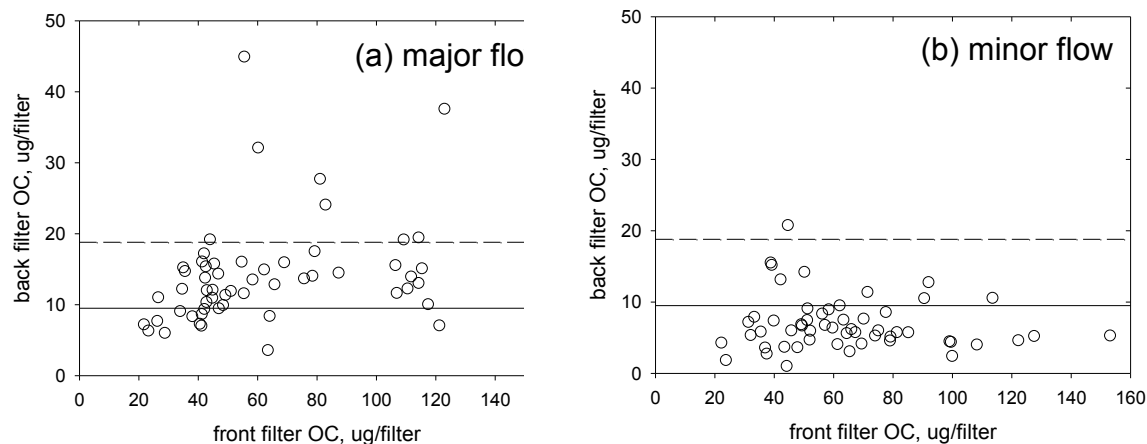 50
40
30
20
10
0
back filter OC, ug/filter
(a) major flo
0 20 40 60 80 100 120 140
front filter OC, ug/filter
50
40
30
20
10
0
back filter OC, ug/filter
(b) minor flow
0 20 40 60 80 100 120 140 160
front filter OC, ug/filter